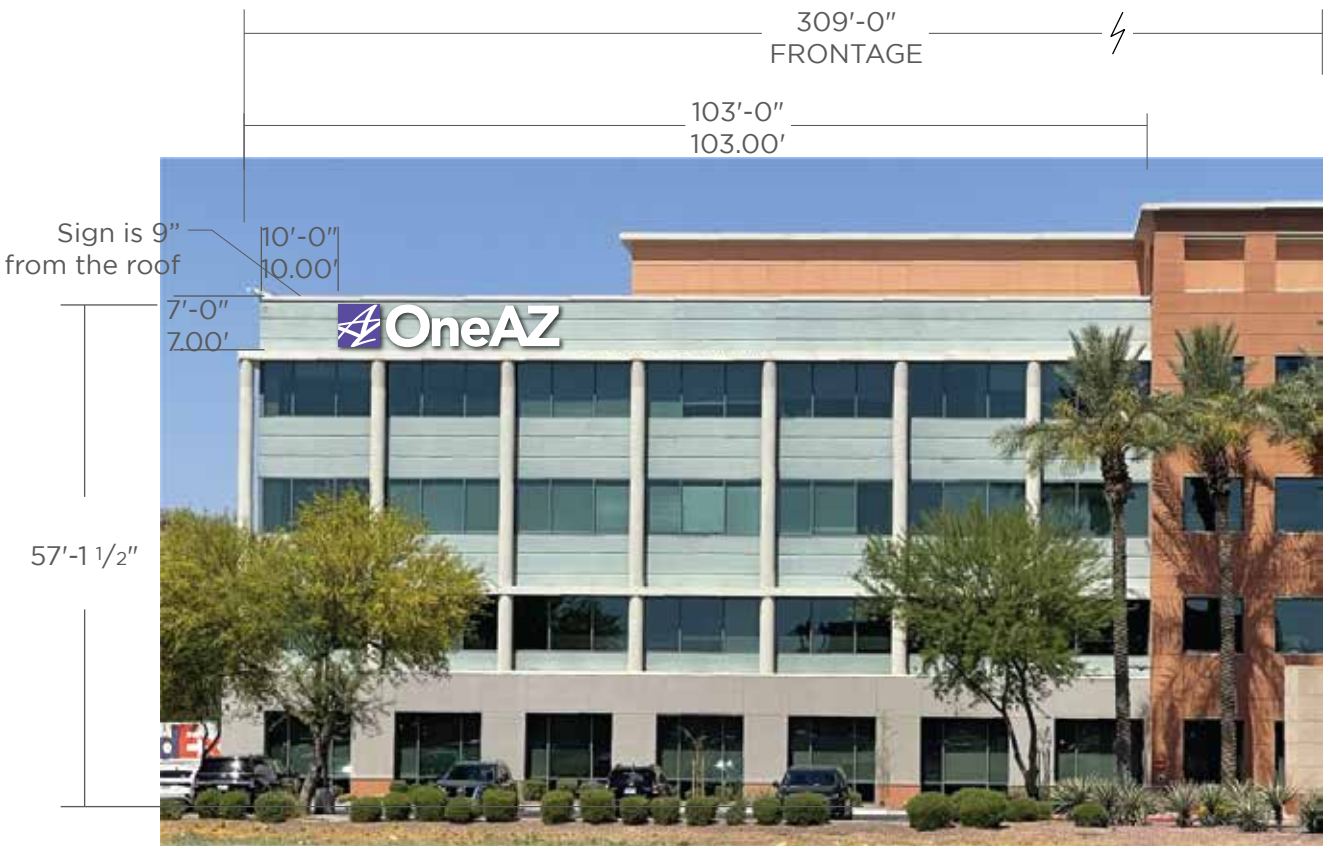 309'-0"
FRONTAGE
103'-0"
103.00'
Sign is 9”
from the roof
10'-0"
10.00'
7'-0"
7.00'
OneAZ
57'-1 1/2"